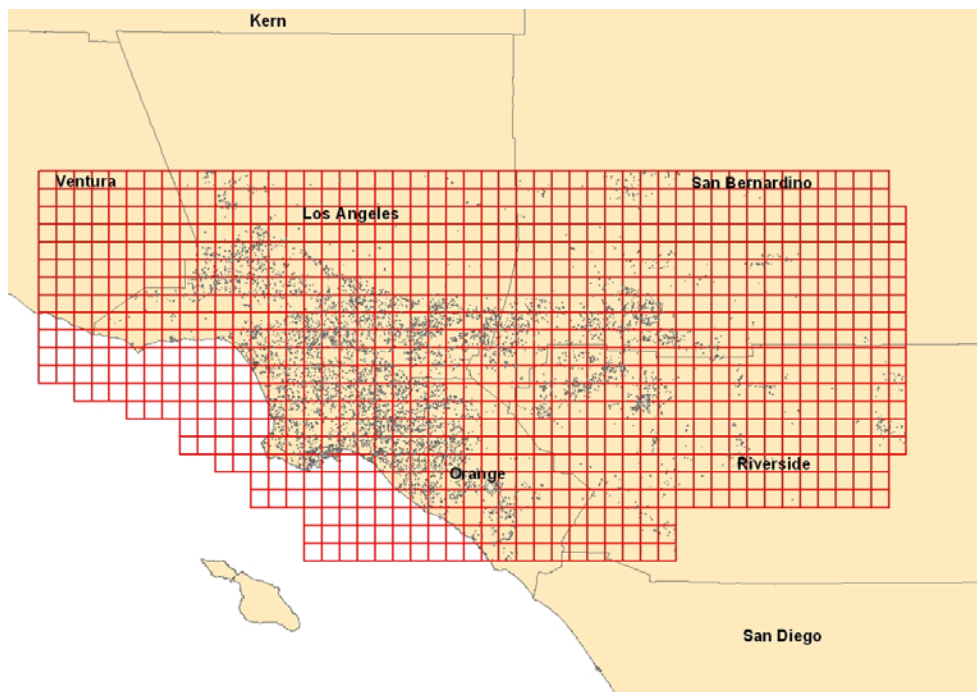 Kern
Ventura
San Bernardino
Los Angeles
Orange
Riverside
San Diego